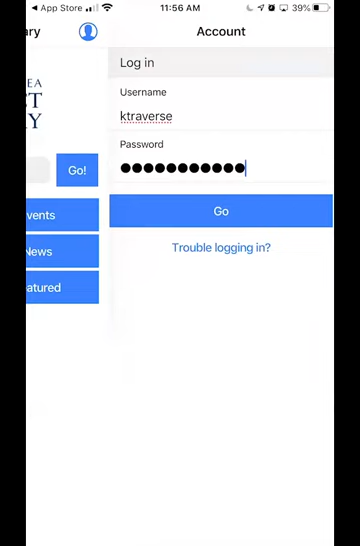 App Store 11:56 AM 39%
ary Account
Log in
E A
Username
C T
ktraverse
R Y
Password
Go! ●●●●●●●●●●●
vents Go
News Trouble logging in?
atured